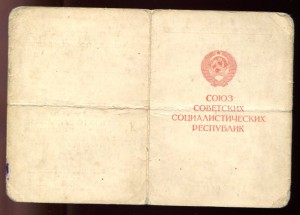 СОЮЗ
СОВЕТСКИХ
СОЦИАЛИСТИЧЕСКИХ
РЕСПУБЛИК